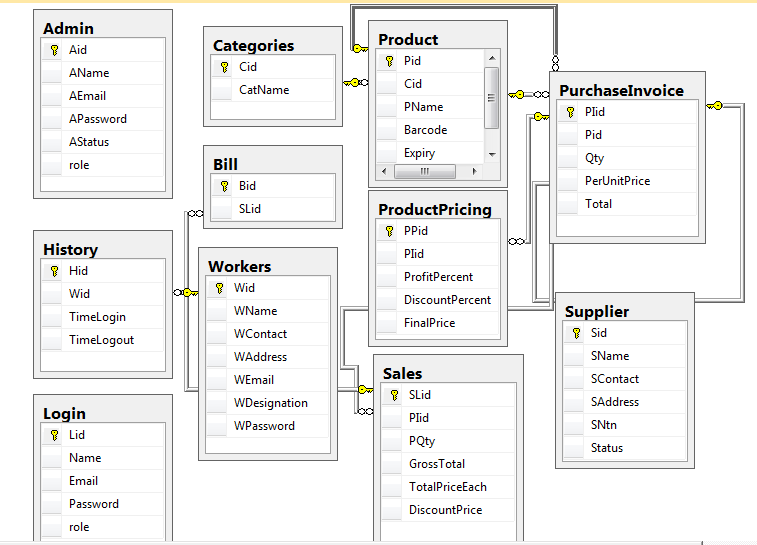 Admin
Aid
AName
AEmail
APassword
AStatus
role
Categories
Cid
CatName
Product
Pid
Cid
PName
Barcode
Expiry
PurchaseInvoice
PIid
Pid
Qty
PerUnitPrice
Total
Bill
Bid
SLid
ProductPricing
PPid
PIid
ProfitPercent
DiscountPercent
FinalPrice
History
Hid
Wid
TimeLogin
TimeLogout
Workers
Wid
WName
WContact
WAddress
WEmail
WDesignation
WPassword
Supplier
Sid
SName
SContact
SAddress
SNtn
Status
Sales
SLid
PIid
PQty
GrossTotal
TotalPriceEach
DiscountPrice
Login
Lid
Name
Email
Password
role